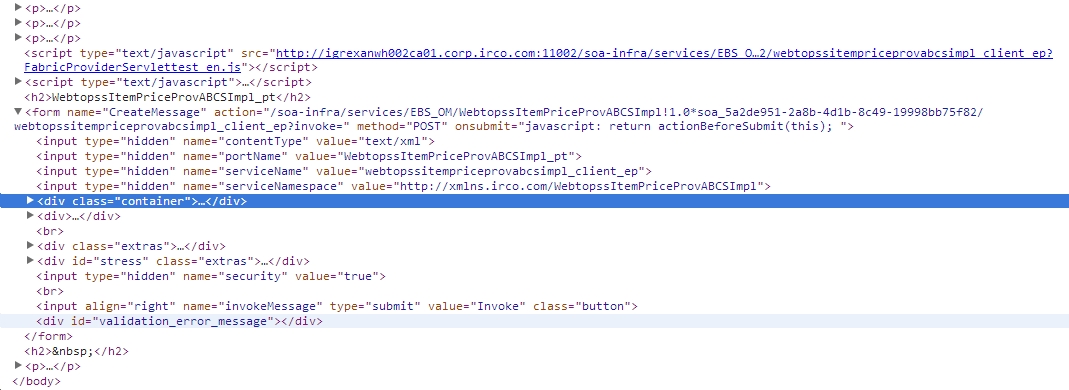 <p>…</p>
<p>…</p>
<p>…</p>
<script type="text/javascript" src="http://igrexanwh002ca01.corp.irco.com:11002/soa-infra/services/EBS_O…2/webtopssitempriceprovabcsimpl_client_ep?
FabricProviderServlettest_en.js"></script>
<script type="text/javascript">…</script>
<h2>WebtopssItemPriceProvABCSImpl_pt</h2>
<form name="CreateMessage" action="/soa-infra/services/EBS_OM/WebtopssItemPriceProvABCSImpl!1.0*soa_5a2de951-2a8b-4d1b-8c49-19998bb75f82/
webtopssitempriceprovabcsimpl_client_ep?invoke=" method="POST" onsubmit="javascript: return actionBeforeSubmit(this); ">
<input type="hidden" name="contentType" value="text/xml">
<input type="hidden" name="portName" value="WebtopssItemPriceProvABCSImpl_pt">
<input type="hidden" name="serviceName" value="webtopssitempriceprovabcsimpl_client_ep">
<input type="hidden" name="serviceNamespace" value="http://xmlns.irco.com/WebtopssItemPriceProvABCSImpl">
<div class="container">…</div>
<div>…</div>
<br>
<div class="extras">…</div>
<div id="stress" class="extras">…</div>
<input type="hidden" name="security" value="true">
<br>
<input align="right" name="invokeMessage" type="submit" value="Invoke" class="button">
<div id="validation_error_message"></div>
</form>
<h2>&nbsp;</h2>
<p>…</p>
</body>